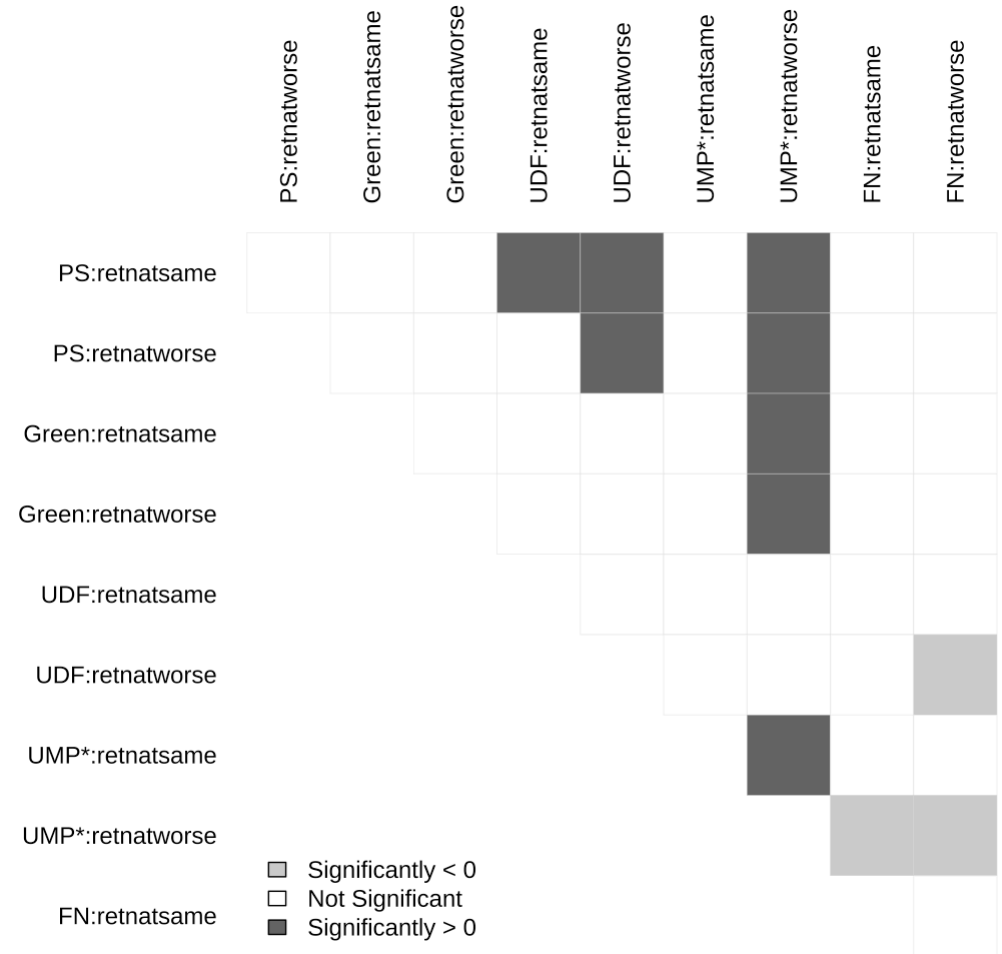 PS:retnatworse
Green:retnatsame
Green:retnatworse
UDF:retnatsame
UDF:retnatworse
UMP*:retnatsame
UMP*:retnatworse
FN:retnatsame
FN:retnatworse
PS:retnatsame
PS:retnatworse
Green:retnatsame
Green:retnatworse
UDF:retnatsame
UDF:retnatworse
UMP*:retnatsame
UMP*:retnatworse
FN:retnatsame
Significantly < 0
Not Significant
Significantly > 0